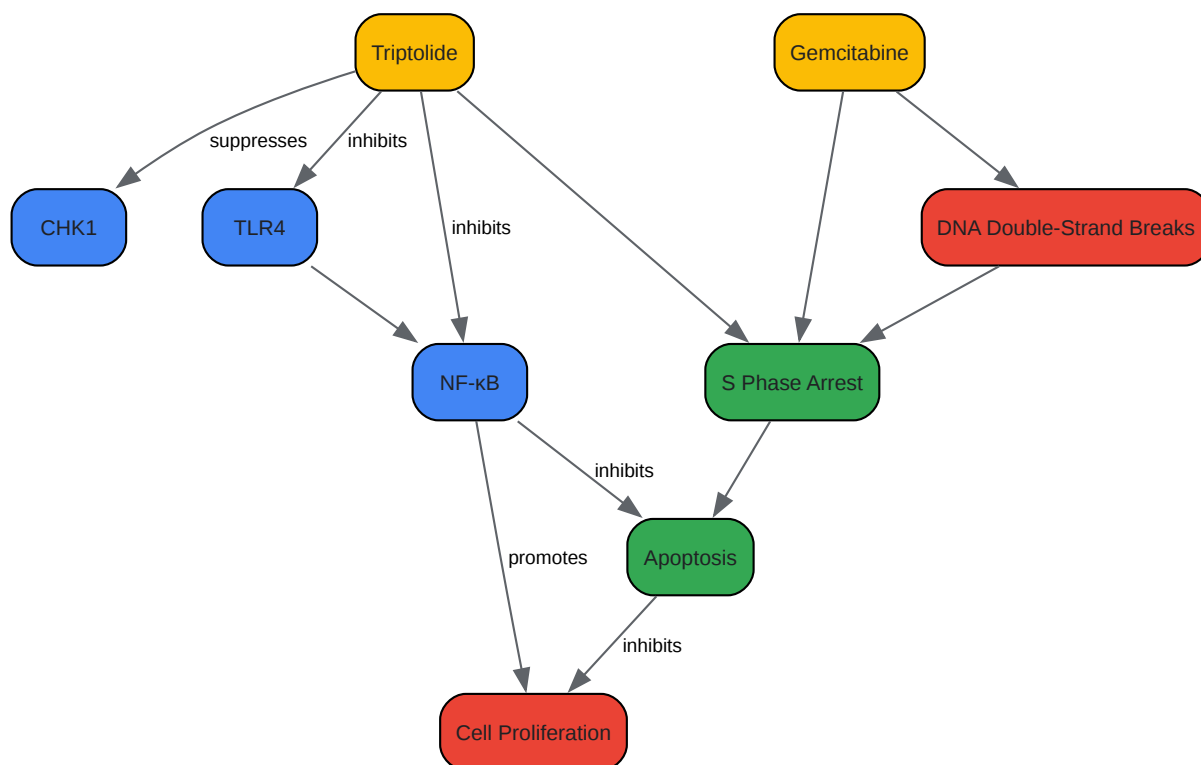 Triptolide
Gemcitabine
suppresses
inhibits
CHK1
TLR4
inhibits
DNA Double-Strand Breaks
NF-κB
S Phase Arrest
inhibits
promotes
Apoptosis
inhibits
Cell Proliferation